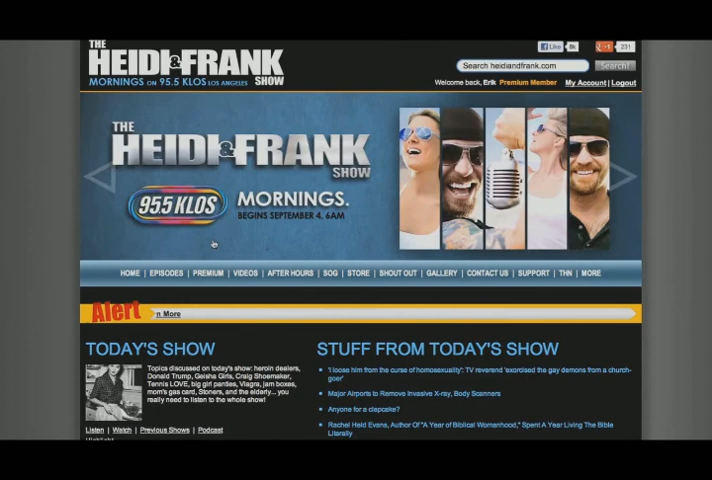 THE
HEIDI & FRANK
SHOW
MORNINGS ON 95.5 KLOS LOS ANGELES
Like 8k
+1 231
Search heidiandfrank.com Search!
Welcome back, Erik Premium Member My Account | Logout
THE
HEIDI & FRANK
SHOW
95.5 KLOS
MORNINGS.
BEGINS SEPTEMBER 4, 6AM
HOME | EPISODES | PREMIUM | VIDEOS | AFTER HOURS | SOG | STORE | SHOUT OUT | GALLERY | CONTACT US | SUPPORT | THN | MORE
Alert n More
TODAY'S SHOW
Topics discussed on today's show: heroin dealers,
Donald Trump, Geisha Girls, Craig Shoemaker,
Tennis LOVE, big girl panties, Viagra, jam boxes,
mom's gas card, Stoners, and the elderly... you
really need to listen to the whole show!
Listen | Watch | Previous Shows | Podcast
Highlight
STUFF FROM TODAY'S SHOW
'I loose him from the curse of homosexuality': TV reverend 'exorcised the gay demons from a church-
goer'
Major Airports to Remove Invasive X-ray, Body Scanners
Anyone for a clapcake?
Rachel Held Evans, Author Of "A Year of Biblical Womanhood," Spent A Year Living The Bible
Literally